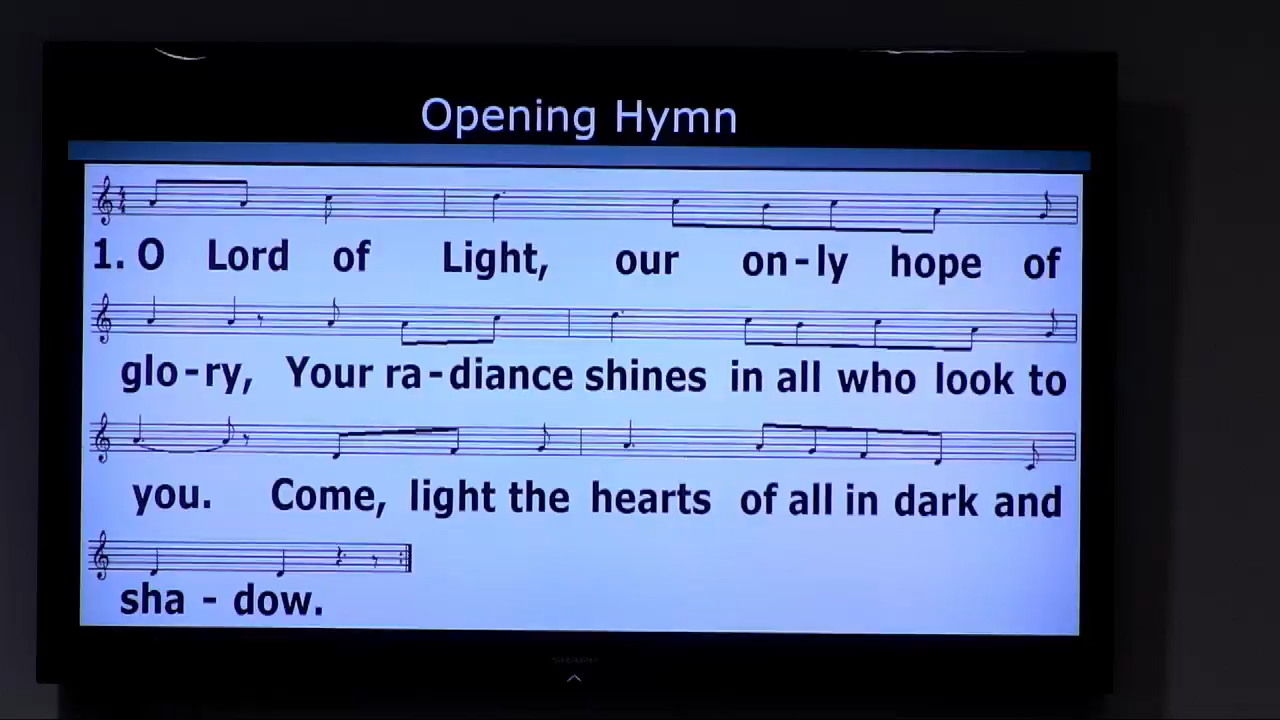 Opening Hymn
1. O Lord of Light, our on-ly hope of
glo-ry, Your ra-diance shines in all who look to
you. Come, light the hearts of all in dark and
sha - dow.